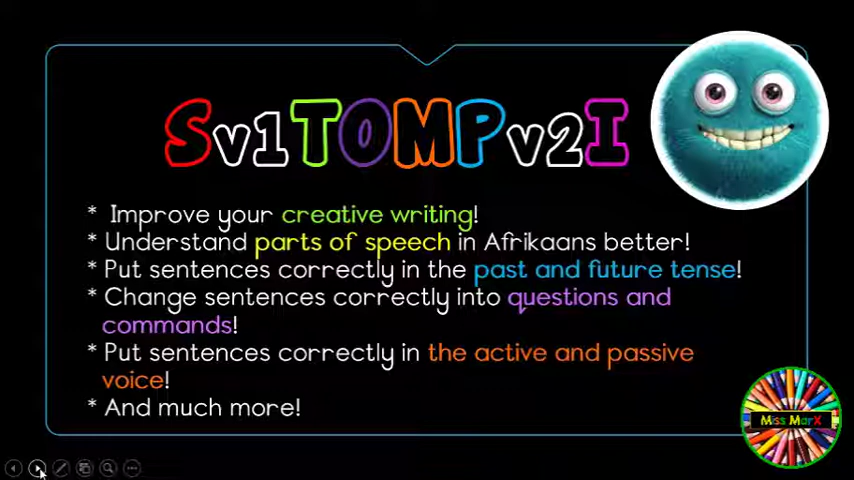 Sv1TOMPv2I
* Improve your creative writing!
* Understand parts of speech in Afrikaans better!
* Put sentences correctly in the past and future tense!
* Change sentences correctly into questions and
commands!
* Put sentences correctly in the active and passive
voice!
* And much more!
Miss MarX